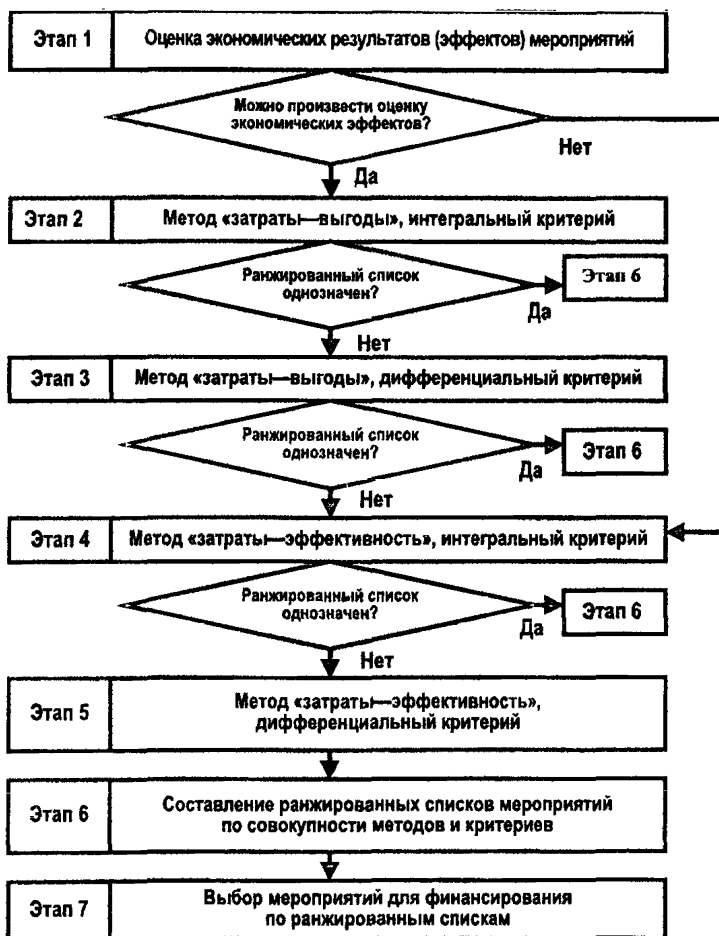 Этап 1
Оценка экономических результатов (эффектов) мероприятий
Можно произвести оценку
экономических эффектов?
Нет
Да
Этап 2
Метод «затраты—выгоды», интегральный критерий
Ранжированный список
однозначен?
Этап 6
Да
Нет
Этап 3
Метод «затраты—выгоды», дифференциальный критерий
Ранжированный список
однозначен?
Этап 6
Да
Нет
Этап 4
Метод «затраты—эффективность», интегральный критерий
Ранжированный список
однозначен?
Этап 6
Да
Нет
Этап 5
Метод «затраты—эффективность»,
дифференциальный критерий
Этап 6
Составление ранжированных списков мероприятий
по совокупности методов и критериев
Этап 7
Выбор мероприятий для финансирования
по ранжированным спискам